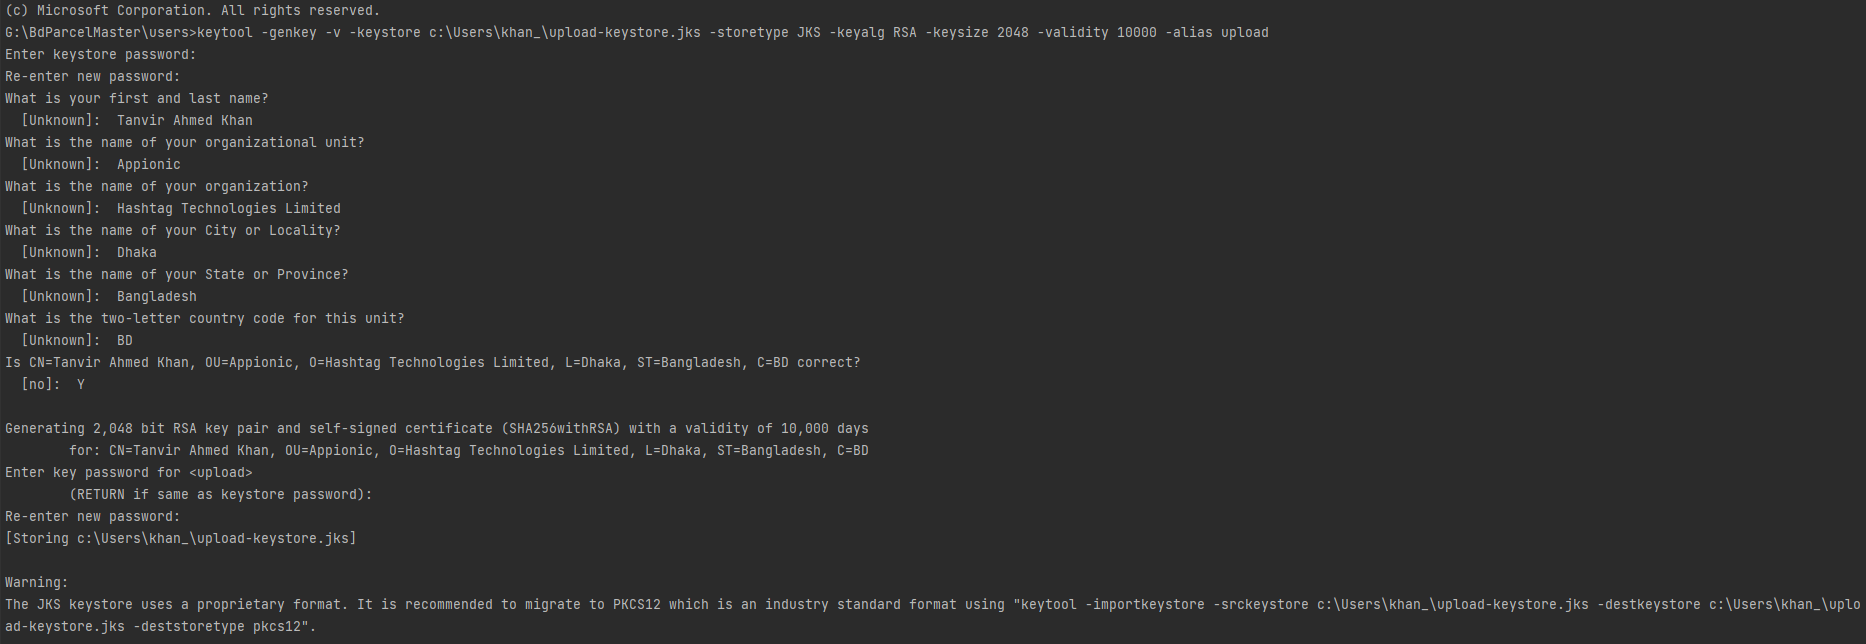 (c) Microsoft Corporation. All rights reserved.
G:\BdParcelMaster\users>keytool -genkey -v -keystore c:\Users\khan_\upload-keystore.jks -storetype JKS -keyalg RSA -keysize 2048 -validity 10000 -alias upload
Enter keystore password:
Re-enter new password:
What is your first and last name?
  [Unknown]:  Tanvir Ahmed Khan
What is the name of your organizational unit?
  [Unknown]:  Appionic
What is the name of your organization?
  [Unknown]:  Hashtag Technologies Limited
What is the name of your City or Locality?
  [Unknown]:  Dhaka
What is the name of your State or Province?
  [Unknown]:  Bangladesh
What is the two-letter country code for this unit?
  [Unknown]:  BD
Is CN=Tanvir Ahmed Khan, OU=Appionic, O=Hashtag Technologies Limited, L=Dhaka, ST=Bangladesh, C=BD correct?
  [no]:  Y
Generating 2,048 bit RSA key pair and self-signed certificate (SHA256withRSA) with a validity of 10,000 days
        for: CN=Tanvir Ahmed Khan, OU=Appionic, O=Hashtag Technologies Limited, L=Dhaka, ST=Bangladesh, C=BD
Enter key password for <upload>
        (RETURN if same as keystore password):
Re-enter new password:
[Storing c:\Users\khan_\upload-keystore.jks]
Warning:
The JKS keystore uses a proprietary format. It is recommended to migrate to PKCS12 which is an industry standard format using "keytool -importkeystore -srckeystore c:\Users\khan_\upload-keystore.jks -destkeystore c:\Users\khan_\uplo
ad-keystore.jks -deststoretype pkcs12".